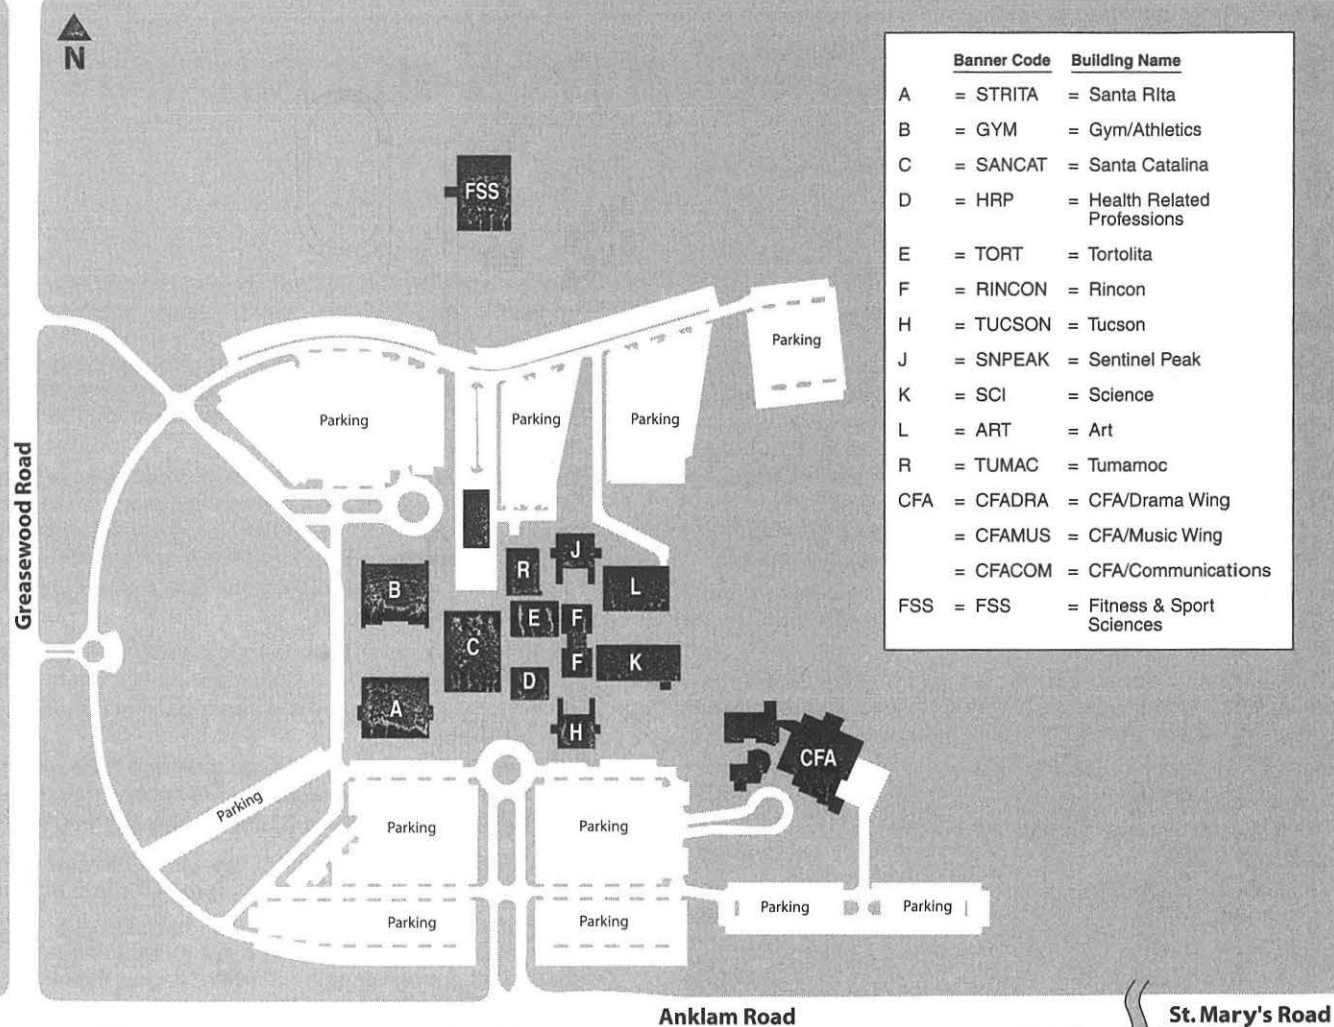 N
Banner Code Building Name
A = STRITA = Santa RIta
B = GYM = Gym/Athletics
C = SANCAT = Santa Catalina
D = HRP = Health Related
Professions
E = TORT = Tortolita
F = RINCON = Rincon
H = TUCSON = Tucson
J = SNPEAK = Sentinel Peak
K = SCI = Science
L = ART = Art
R = TUMAC = Tumamoc
CFA = CFADRA = CFA/Drama Wing
= CFAMUS = CFA/Music Wing
= CFACOM = CFA/Communications
FSS = FSS = Fitness & Sport
Sciences
FSS
Parking
Parking
Parking
Parking
Greasewood Road
J
R
B
L
E
F
C
F
K
D
A
H
CFA
Parking
Parking
Parking
Parking
Parking
Parking
Parking
Anklam Road
St. Mary's Road